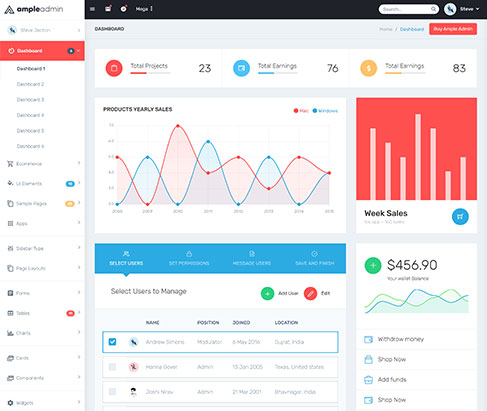 ampleadmin
Mega
Search...
Steve
Steve Jection
DASHBOARD
Home / Dashboard
Buy Ample Admin
Dashboard
Dashboard 1
Dashboard 2
Dashboard 3
Dashboard 4
Dashboard 5
Dashboard 6
Ecommerce
UI Elements
Sample Pages
Apps
Sidebar Type
Page Layouts
Forms
Tables
Charts
Cards
Components
Widgets
Total Projects 23
Total Earnings 76
Total Earnings 83
PRODUCTS YEARLY SALES
Mac Windows
2008 2009 2010 2011 2012 2013 2014 2015
Week Sales
SELECT USERS
SET PERMISSIONS
MESSAGE USERS
SAVE AND FINISH
Select Users to Manage
Add User
Edit
NAME POSITION JOINED LOCATION
Andrew Simons Modulator 6 May 2016 Gujrat, India
Hanna Gover Admin 13 Jan 2005 Texas, United States
Joshi Nirav Admin 21 Mar 2001 Bhavnagar, India
$456.90
Your wallet Balance
Withdrow money
Shop Now
Add funds
Shop Now